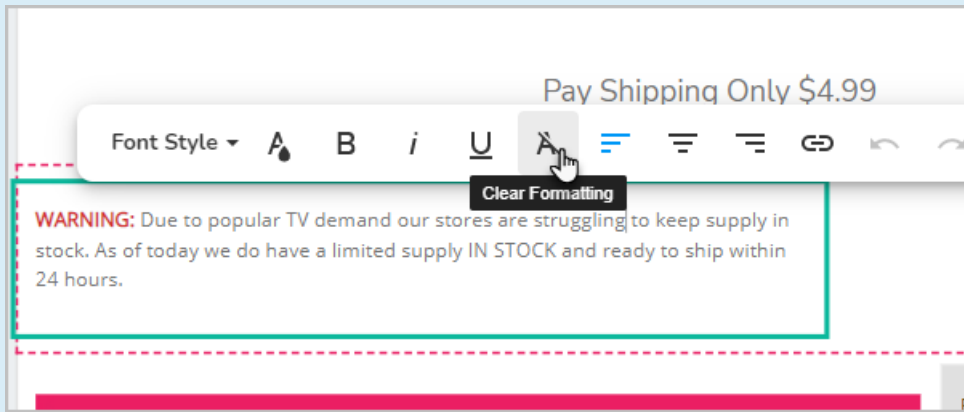 Pay Shipping Only $4.99
Font Style
A B i U A
Clear Formatting
WARNING: Due to popular TV demand our stores are struggling to keep supply in
stock. As of today we do have a limited supply IN STOCK and ready to ship within
24 hours.